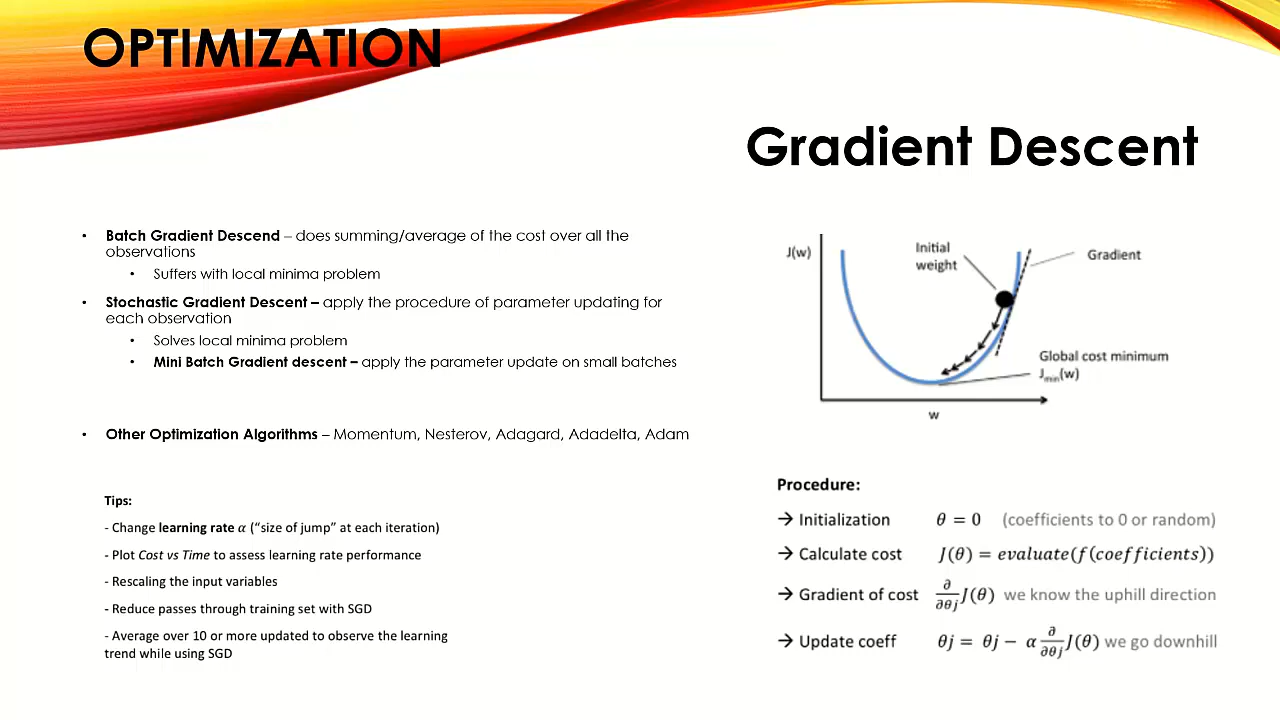 OPTIMIZATION
Gradient Descent
• Batch Gradient Descend – does summing/average of the cost over all the
observations
• Suffers with local minima problem
• Stochastic Gradient Descent – apply the procedure of parameter updating for
each observation
• Solves local minima problem
• Mini Batch Gradient descent – apply the parameter update on small batches
• Other Optimization Algorithms – Momentum, Nesterov, Adagard, Adadelta, Adam
Tips:
- Change learning rate α (“size of jump” at each iteration)
- Plot Cost vs Time to assess learning rate performance
- Rescaling the input variables
- Reduce passes through training set with SGD
- Average over 10 or more updated to observe the learning
trend while using SGD
J(w)
Initial
weight
Gradient
Global cost minimum
Jmin(w)
w
Procedure:
→ Initialization θ = 0 (coefficients to 0 or random)
→ Calculate cost J(θ) = evaluate(f(coefficients))
→ Gradient of cost ∂/∂θj J(θ) we know the uphill direction
→ Update coeff θj = θj − α ∂/∂θj J(θ) we go downhill